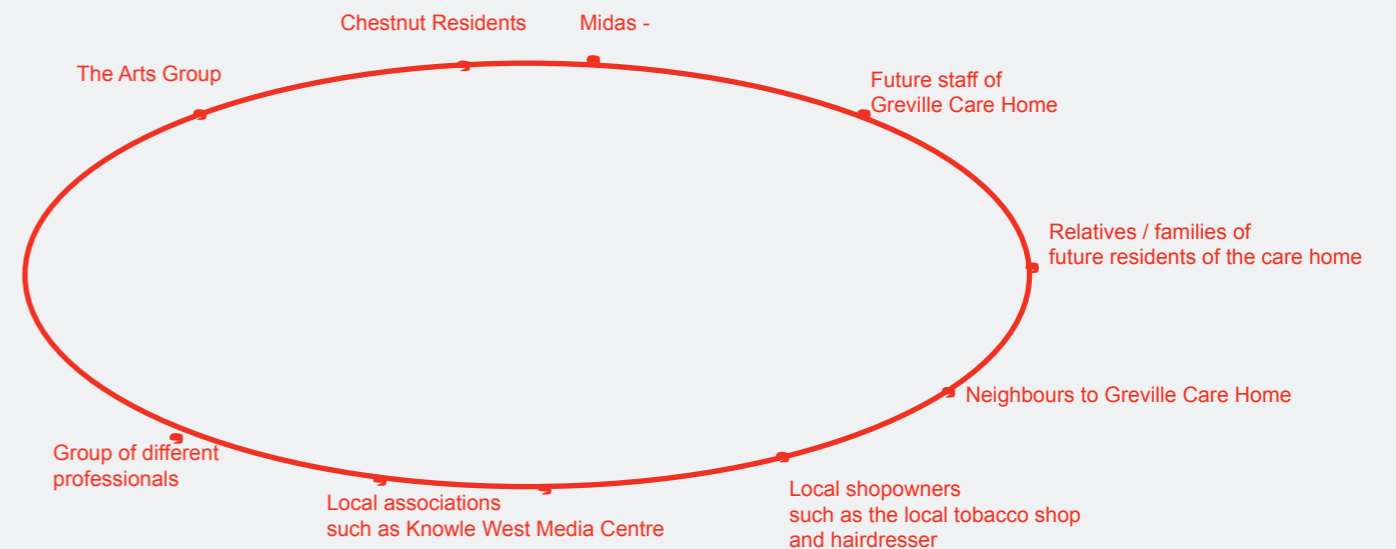 Chestnut Residents
Midas -
The Arts Group
Future staff of
Greville Care Home
Relatives / families of
future residents of the care home
Neighbours to Greville Care Home
Local shopowners
such as the local tobacco shop
and hairdresser
Local associations
such as Knowle West Media Centre
Group of different
professionals